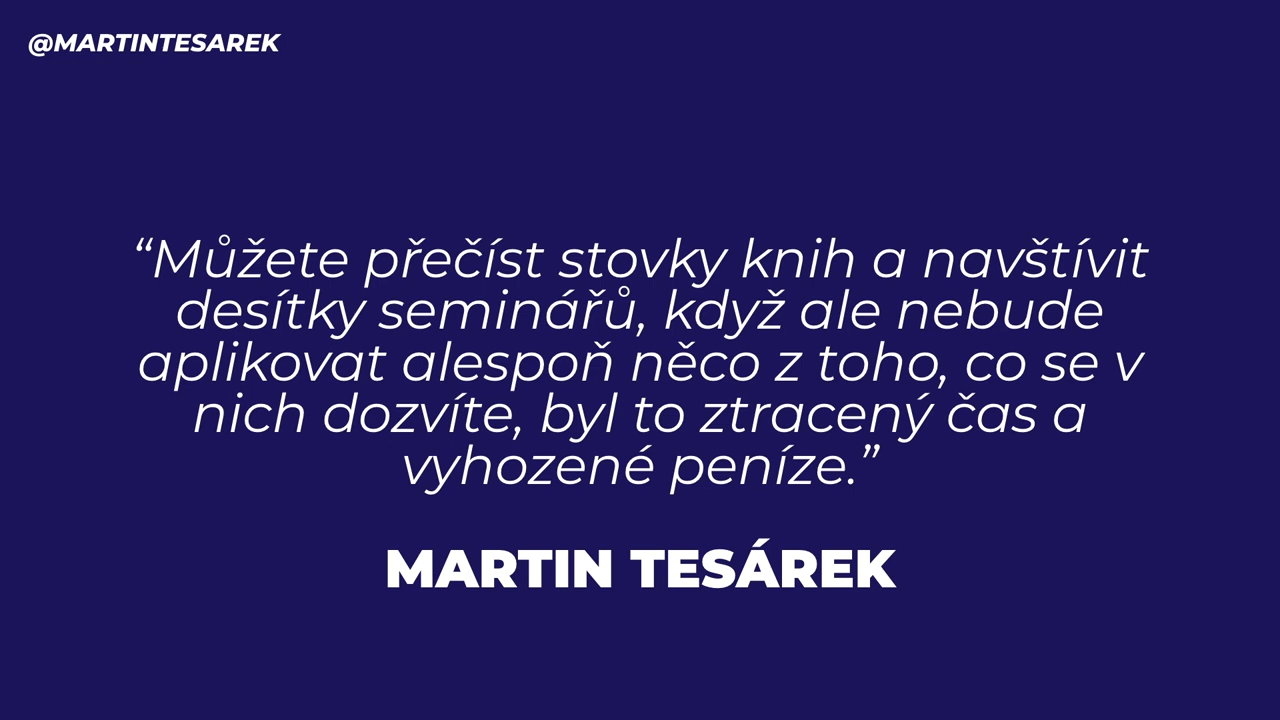 @MARTINTESAREK
“Můžete přečíst stovky knih a navštívit
desítky seminářů, když ale nebude
aplikovat alespoň něco z toho, co se v
nich dozvíte, byl to ztracený čas a
vyhozené peníze.”
MARTIN TESÁREK